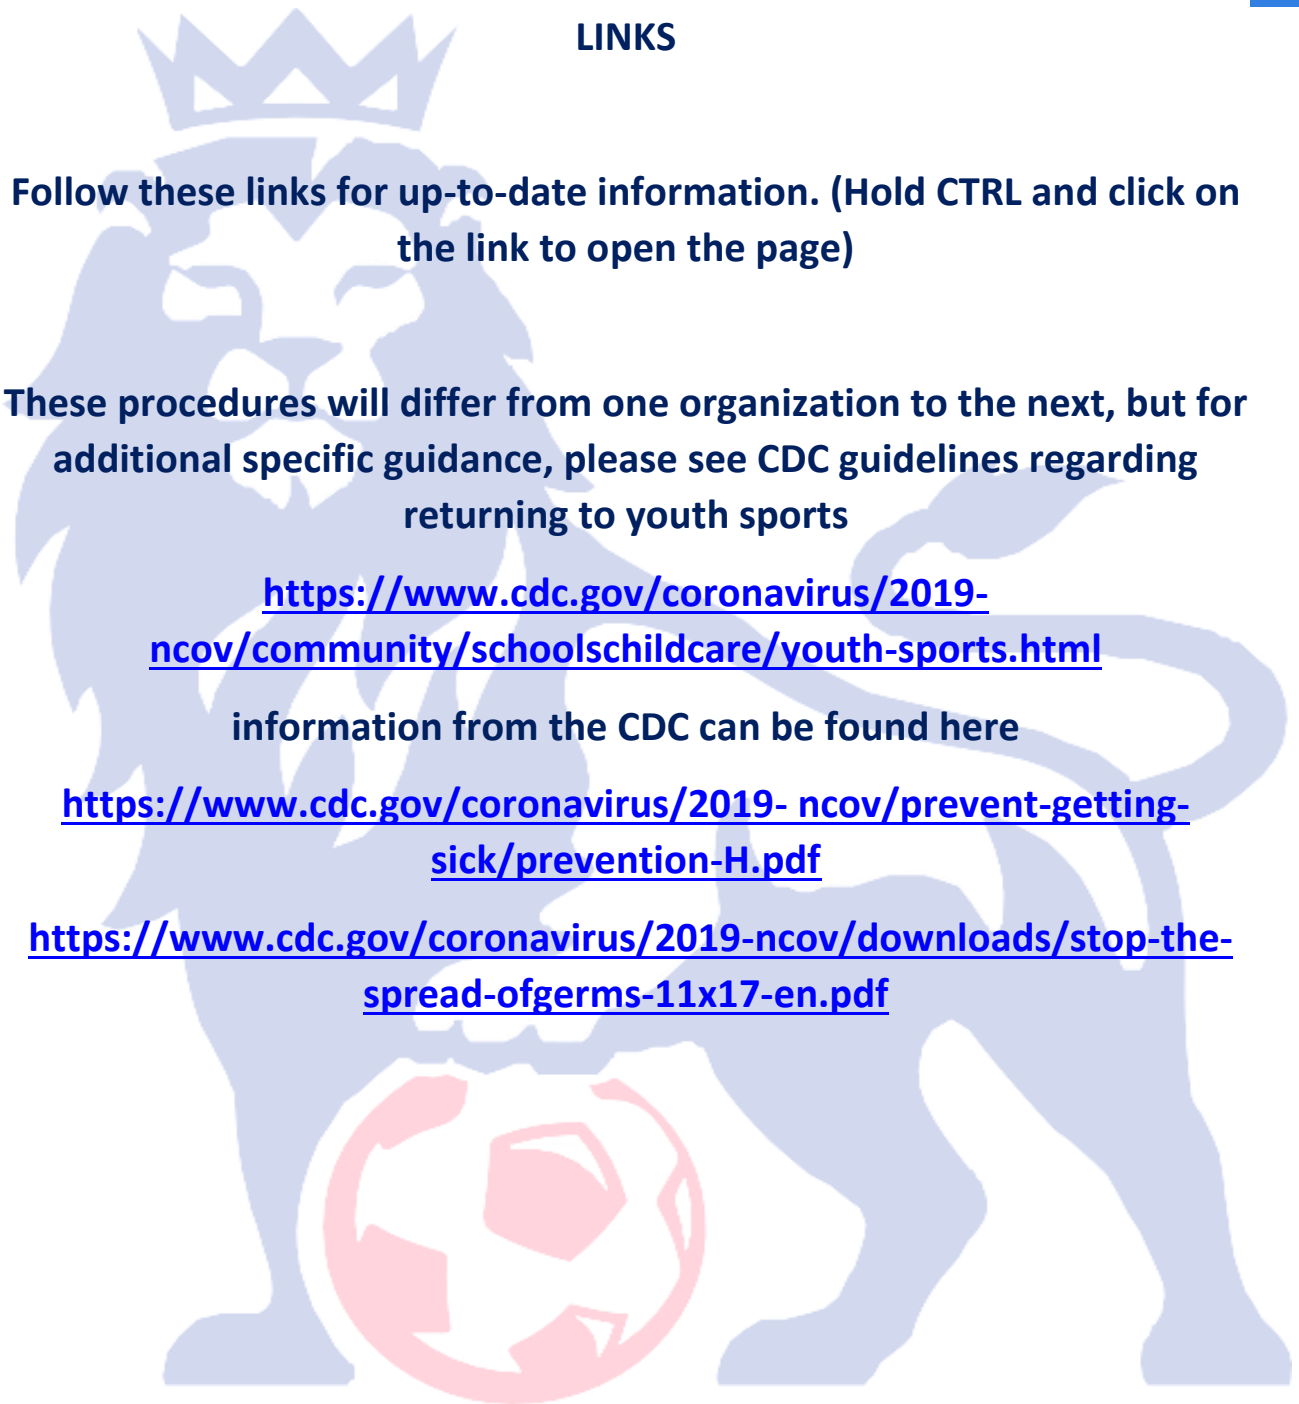 LINKS
Follow these links for up-to-date information. (Hold CTRL and click on
the link to open the page)
These procedures will differ from one organization to the next, but for
additional specific guidance, please see CDC guidelines regarding
returning to youth sports
https://www.cdc.gov/coronavirus/2019-
ncov/community/schoolschildcare/youth-sports.html
information from the CDC can be found here
https://www.cdc.gov/coronavirus/2019- ncov/prevent-getting-
sick/prevention-H.pdf
https://www.cdc.gov/coronavirus/2019-ncov/downloads/stop-the-
spread-ofgerms-11x17-en.pdf